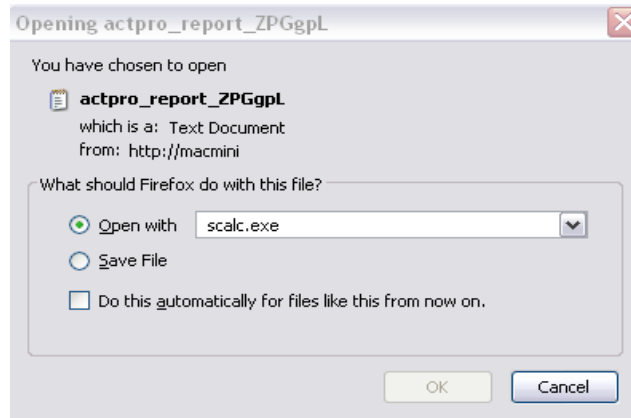 Opening actpro_report_ZPGgpL
You have chosen to open
actpro_report_ZPGgpL
which is a: Text Document
from: http://macmini
What should Firefox do with this file?
Open with scalc.exe
Save File
Do this automatically for files like this from now on.
OK Cancel